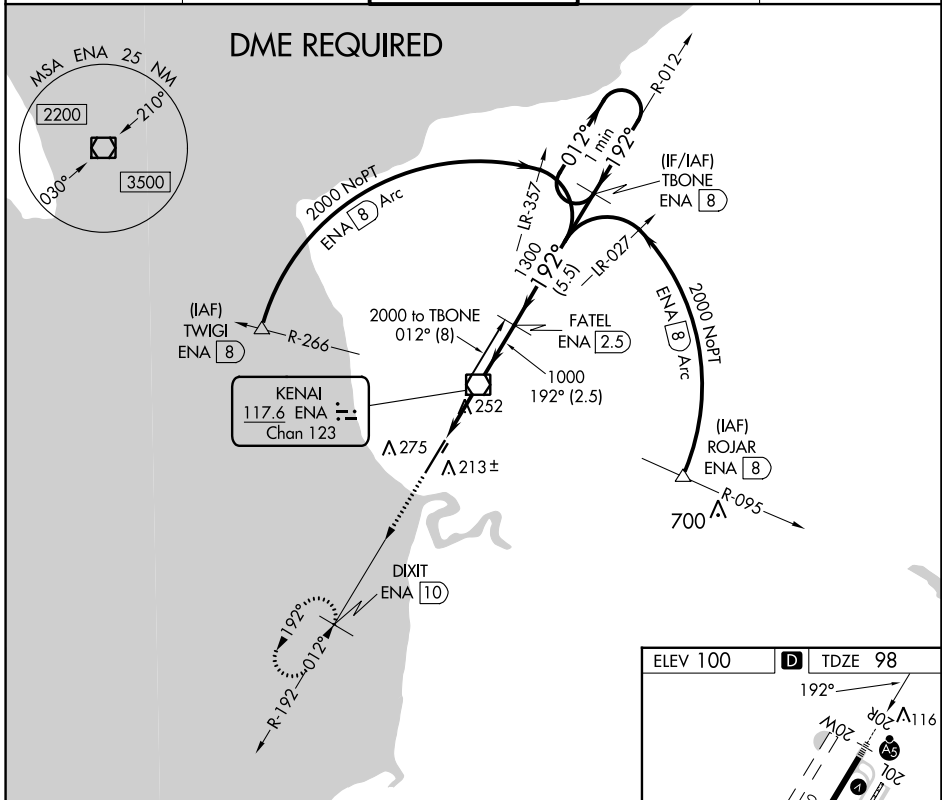 DME REQUIRED
MSA ENA 25 NM
2200
210°
030°
3500
R-012
012°
1 min
192°
(IF/IAF)
TBONE
ENA 8
2000 NoPT
ENA 8 Arc
LR-357
1300
192°
(5.5)
LR-027
2000 NoPT
ENA 8 Arc
(IAF)
TWIGI
ENA 8
R-266
2000 to TBONE
012° (8)
FATEL
ENA 2.5
1000
192° (2.5)
KENAI
117.6 ENA
Chan 123
252
275
213 ±
(IAF)
ROJAR
ENA 8
R-095
700
DIXIT
ENA 10
192°
012°
R-192
ELEV 100
D
TDZE 98
192°
20W
20R
116
A5
20L
V